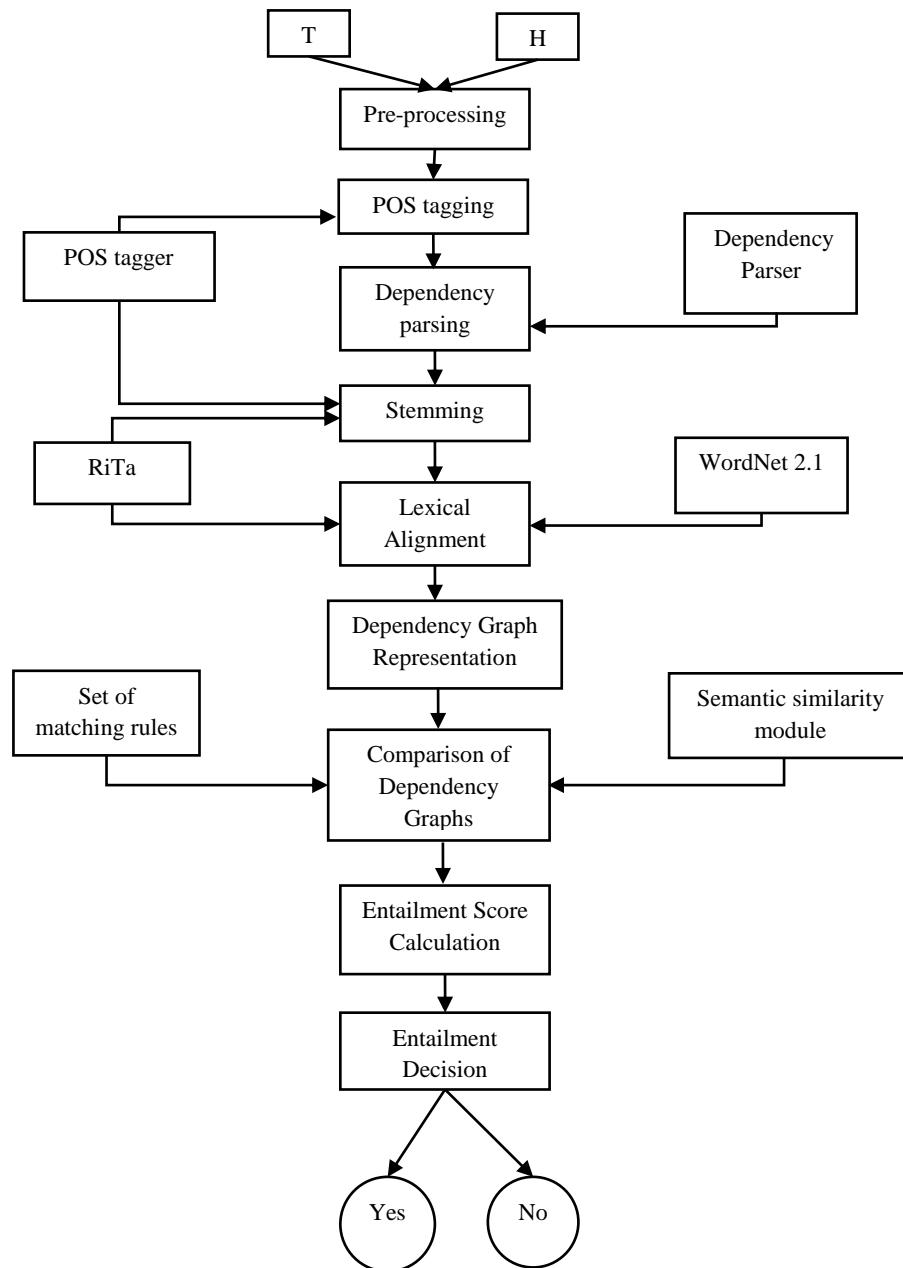 T
H
Pre-processing
POS tagging
POS tagger
Dependency
Parser
Dependency
parsing
Stemming
RiTa
WordNet 2.1
Lexical
Alignment
Dependency Graph
Representation
Set of
matching rules
Semantic similarity
module
Comparison of
Dependency
Graphs
Entailment Score
Calculation
Entailment
Decision
Yes
No